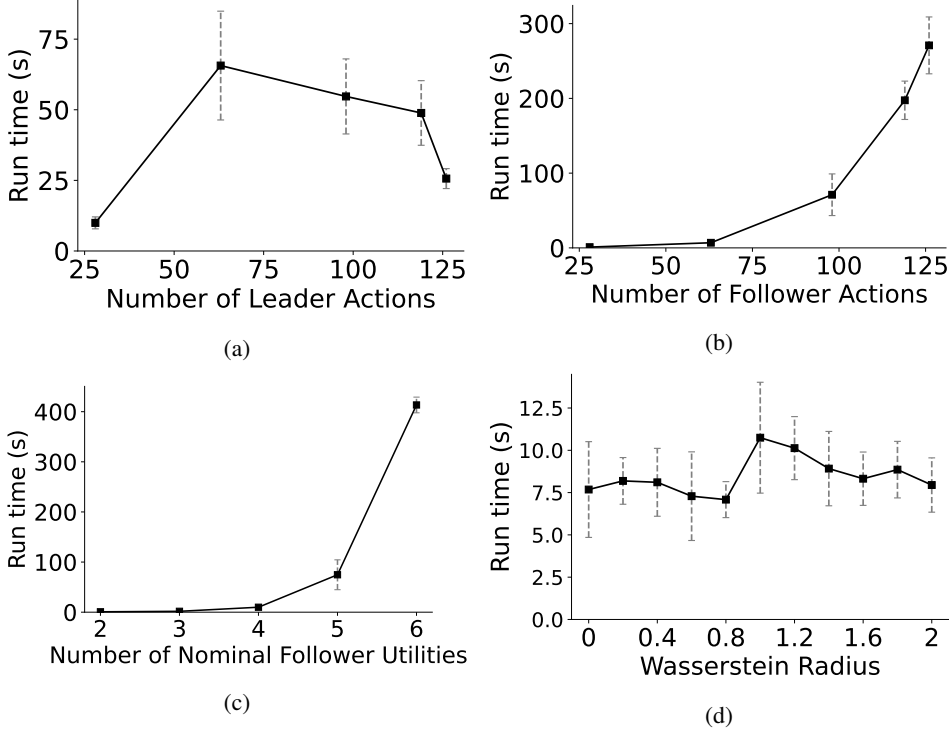 Run time (s)
75
50
25
0
25 50 75 100 125
Number of Leader Actions
(a)
Run time (s)
300
200
100
0
25 50 75 100 125
Number of Follower Actions
(b)
Run time (s)
400
300
200
100
0
2 3 4 5 6
Number of Nominal Follower Utilities
(c)
Run time (s)
12.5
10.0
7.5
5.0
2.5
0.0
0 0.4 0.8 1.2 1.6 2
Wasserstein Radius
(d)